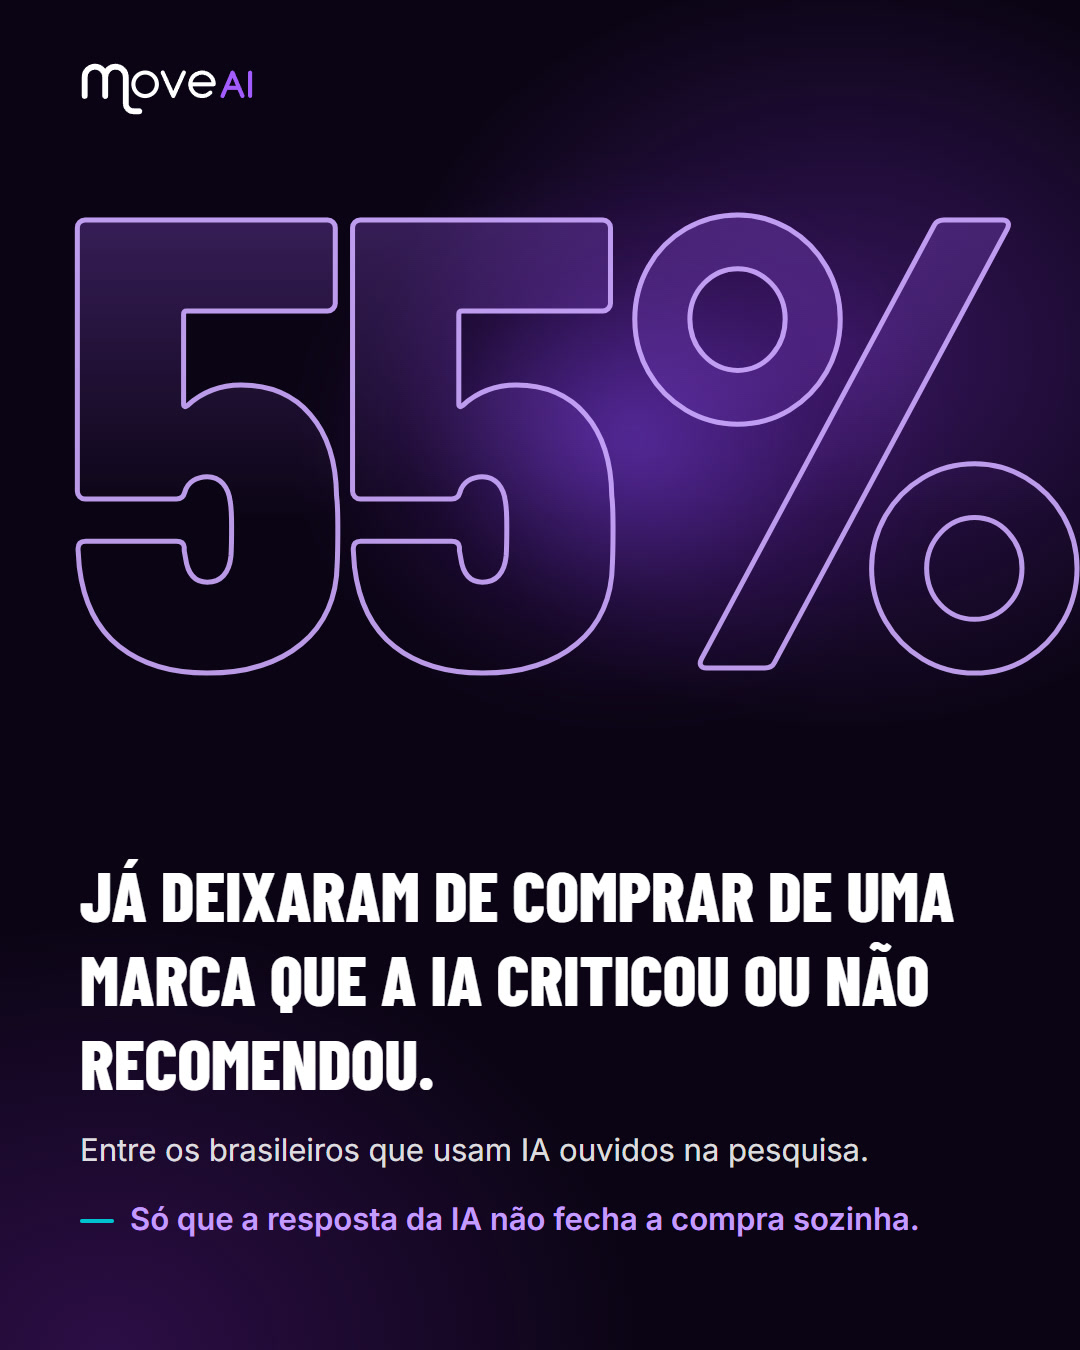 moveAI
55%
JÁ DEIXARAM DE COMPRAR DE UMA
MARCA QUE A IA CRITICOU OU NÃO
RECOMENDOU.
Entre os brasileiros que usam IA ouvidos na pesquisa.
— Só que a resposta da IA não fecha a compra sozinha.